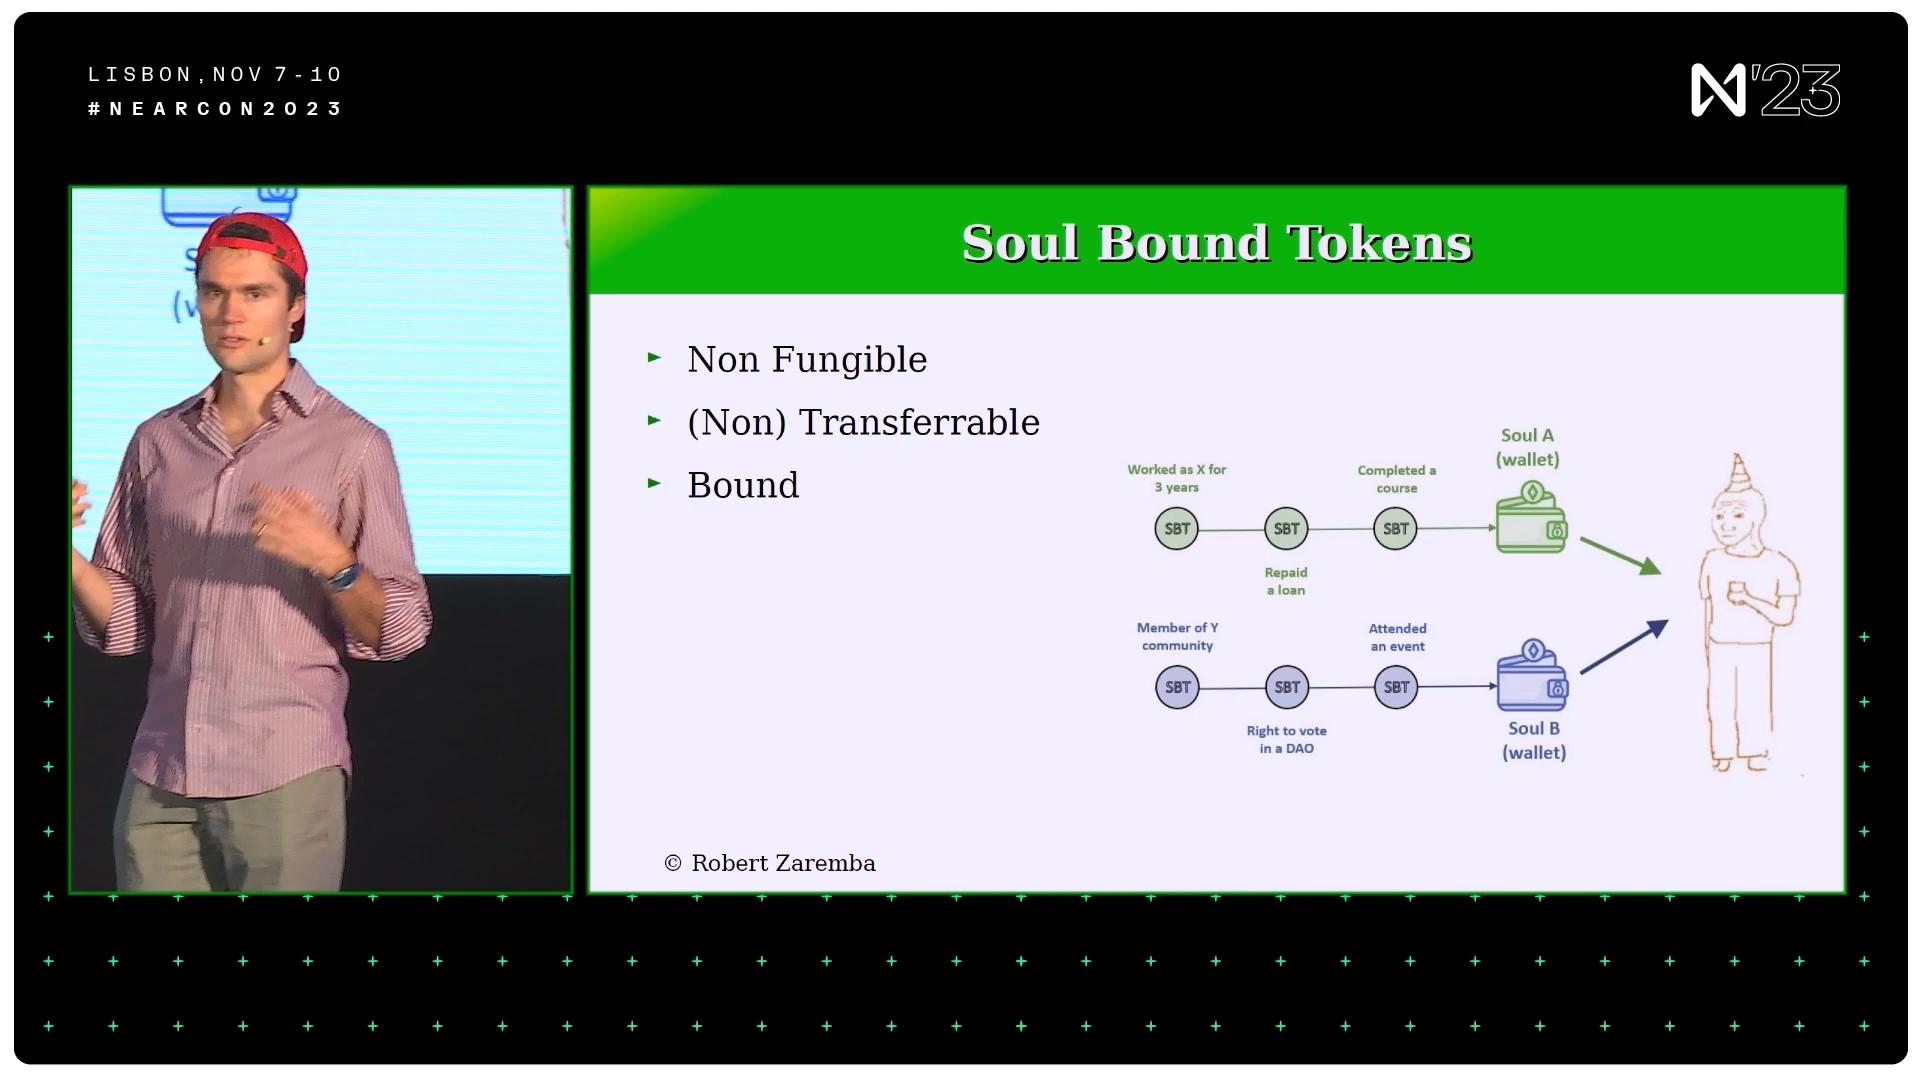 LISBON, NOV 7-10
#NEARCON2023
N'23
Soul Bound Tokens
Non Fungible
(Non) Transferrable
Bound
Soul A
(wallet)
Worked as X for
3 years
Completed a
course
SBT
SBT
SBT
Repaid
a loan
Member of Y
community
Attended
an event
SBT
SBT
SBT
Right to vote
in a DAO
Soul B
(wallet)
© Robert Zaremba